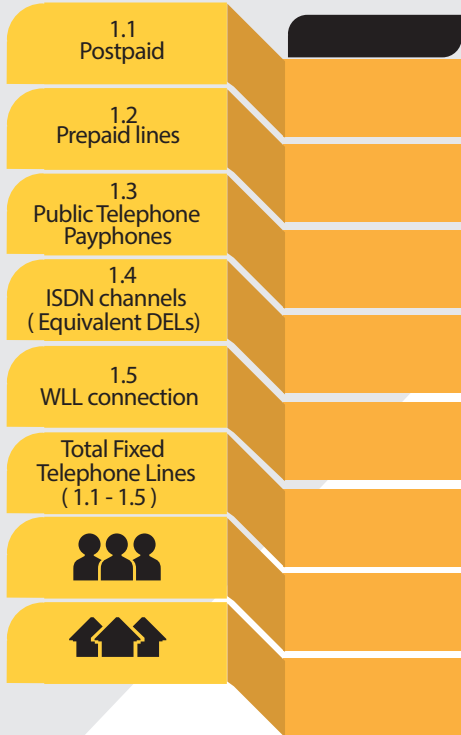 1.1
Postpaid
1.2
Prepaid lines
1.3
Public Telephone
Payphones
1.4
ISDN channels
( Equivalent DELs)
1.5
WLL connection
Total Fixed
Telephone Lines
( 1.1 - 1.5 )